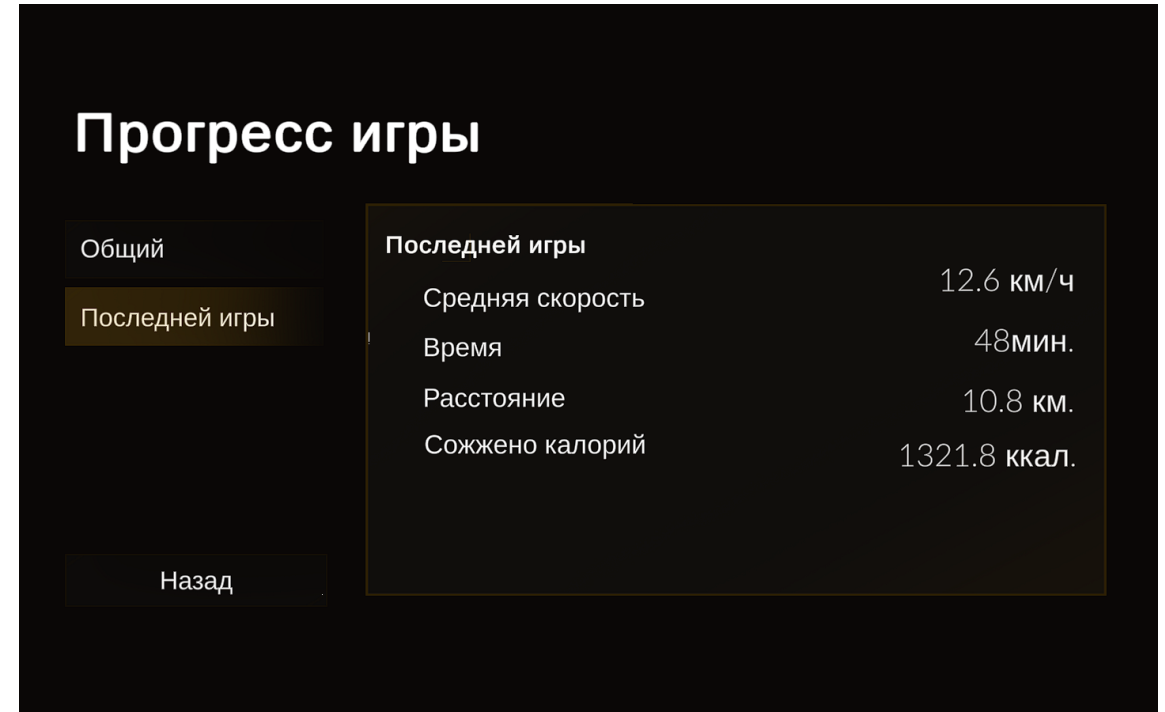 Прогресс игры
Общий
Последней игры
Назад
Последней игры
Средняя скорость 12.6 км/ч
Время 48мин.
Расстояние 10.8 км.
Сожжено калорий 1321.8 ккал.